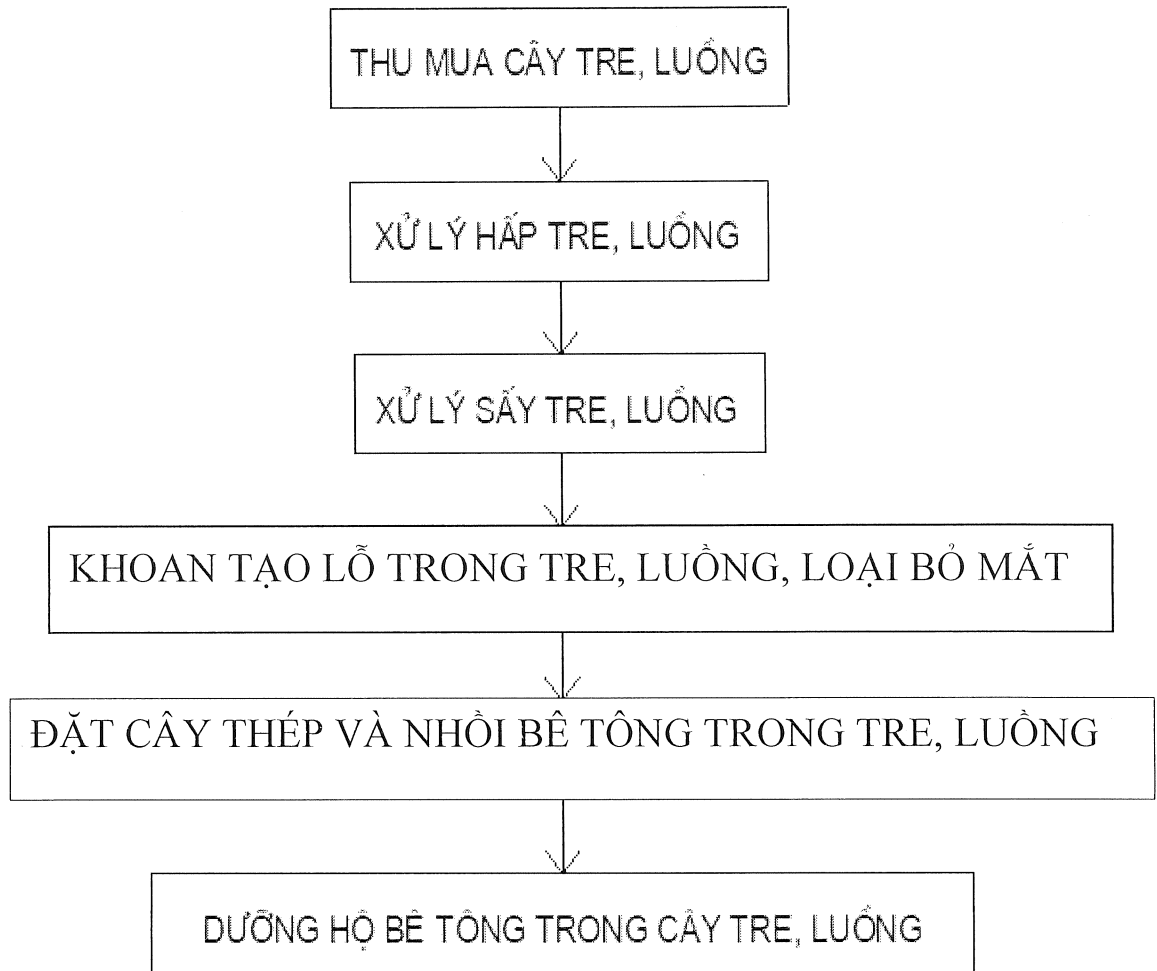 THU MUA CÂY TRE, LUỒNG
XỬ LÝ HẤP TRE, LUỒNG
XỬ LÝ SẤY TRE, LUỒNG
KHOAN TẠO LỖ TRONG TRE, LUỒNG, LOẠI BỎ MẮT
ĐẶT CÂY THÉP VÀ NHỒI BÊ TÔNG TRONG TRE, LUỒNG
DƯỠNG HỘ BÊ TÔNG TRONG CÂY TRE, LUỒNG